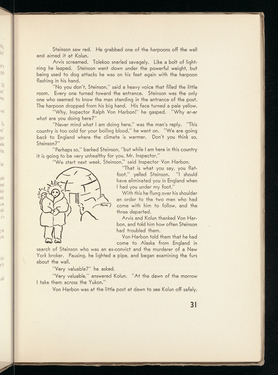 Steinson saw red. He grabbed one of the harpoons off the wall
and aimed it at Kolun.
Arvis screamed. Telekoo snarled savagely. Like a bolt of light-
ning he leaped. Steinson went down under the powerful weight, but
being used to dog attacks he was on his feet again with the harpoon
flashing in his hand.
"No you don't, Steinson," said a heavy voice that filled the little
room. Every one turned toward the entrance. Steinson was the only
one who seemed to know the man standing in the entrance of the post.
The harpoon dropped from his big hand. His face turned a pale yellow.
"Why, Inspector Ralph Von Harbon!" he gasped. "Why ar-er
what are you doing here?"
"Never mind what I am doing here," was the man's reply. "This
country is too cold for your boiling blood," he went on. "We are going
back to England where the climate is warmer. Don't you think so,
Steinson?"
"Perhaps so," barked Steinson, "but while I am here in this country
it is going to be very unhealthy for you, Mr. Inspector."
"We start next week, Steinson," said Inspector Von Harbon.
"That is what you say, you flat-
foot," yelled Steinson. "I should
have eliminated you in England when
I had you under my foot."
With this he flung over his shoulder
an order to the two men who had
come with him to follow, and the
three departed.
Arvis and Kolun thanked Von Har-
bon, and told him how often Steinson
had troubled them.
Von Harbon told them that he had
come to Alaska from England in
search of Steinson who was an ex-convict and the murderer of a New
York broker. Pausing, he lighted a pipe, and began examining the furs
about the wall.
"Very valuable?" he asked.
"Very valuable," answered Kolun. "At the dawn of the morrow
I take them across the Yukon."
Von Harbon was at the little post at dawn to see Kolun off safely.
31